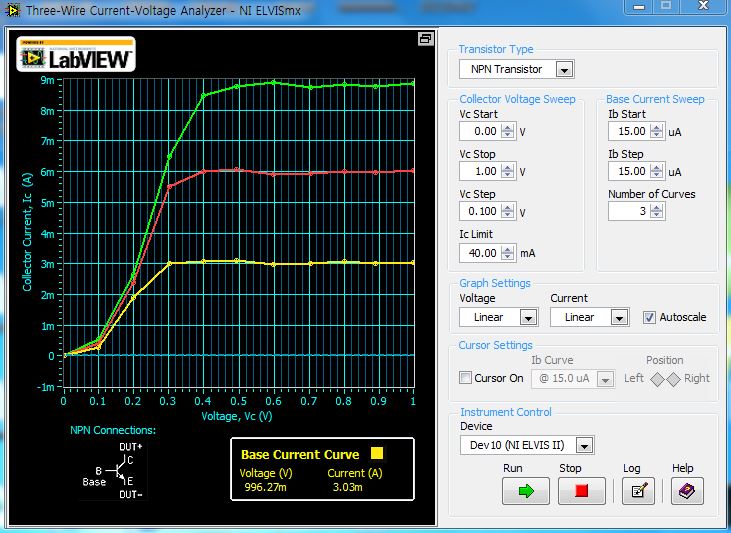 Three-Wire Current-Voltage Analyzer - NI ELVISmx
POWERED BY
NATIONAL INSTRUMENTS
LabVIEW™
9m
8m
7m
6m
5m
4m
3m
2m
1m
0
-1m
Collector Current, Ic (A)
0 0.1 0.2 0.3 0.4 0.5 0.6 0.7 0.8 0.9 1
Voltage, Vc (V)
NPN Connections:
DUT+
C
B
Base
E
DUT-
Base Current Curve
Voltage (V) Current (A)
996.27m 3.03m
Transistor Type
NPN Transistor
Collector Voltage Sweep
Vc Start
0.00 V
Vc Stop
1.00 V
Vc Step
0.100 V
Ic Limit
40.00 mA
Base Current Sweep
Ib Start
15.00 uA
Ib Step
15.00 uA
Number of Curves
3
Graph Settings
Voltage Current
Linear Linear Autoscale
Cursor Settings
Ib Curve Position
Cursor On @ 15.0 uA Left Right
Instrument Control
Device
Dev10 (NI ELVIS II)
Run Stop Log Help